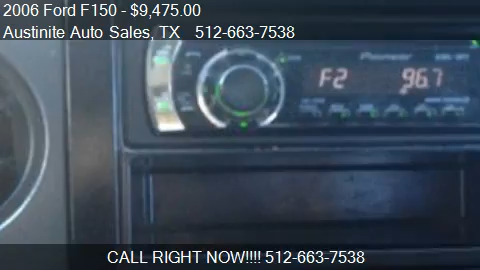 2006 Ford F150 - $9,475.00
Austinite Auto Sales, TX 512-663-7538
Pioneer
F2 96.7
CALL RIGHT NOW!!!! 512-663-7538